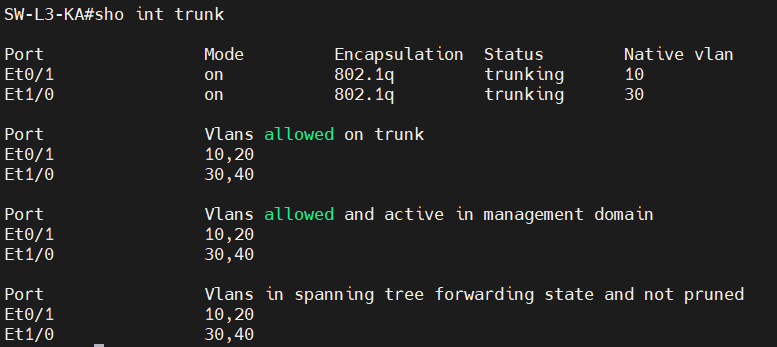 SW-L3-KA#sho int trunk
Port Mode Encapsulation Status Native vlan
Et0/1 on 802.1q trunking 10
Et1/0 on 802.1q trunking 30
Port Vlans allowed on trunk
Et0/1 10,20
Et1/0 30,40
Port Vlans allowed and active in management domain
Et0/1 10,20
Et1/0 30,40
Port Vlans in spanning tree forwarding state and not pruned
Et0/1 10,20
Et1/0 30,40